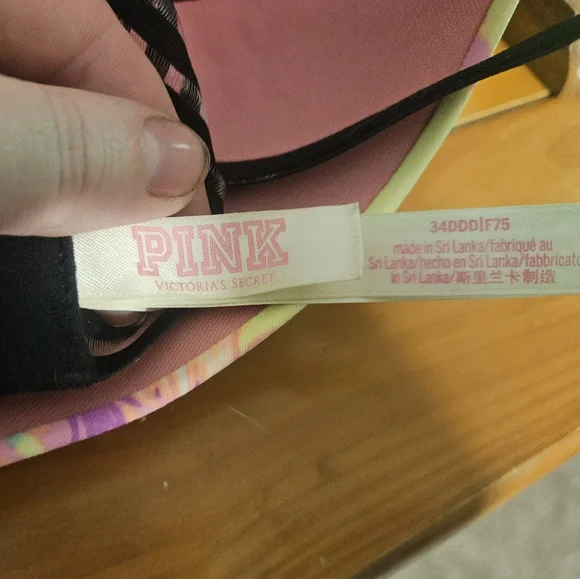 PINK
VICTORIA'S SECRET
34DDD|F75
made in Sri Lanka/fabriqué au
Sri Lanka/hecho en Sri Lanka/fabbricato
in Sri Lanka/斯里兰卡制造